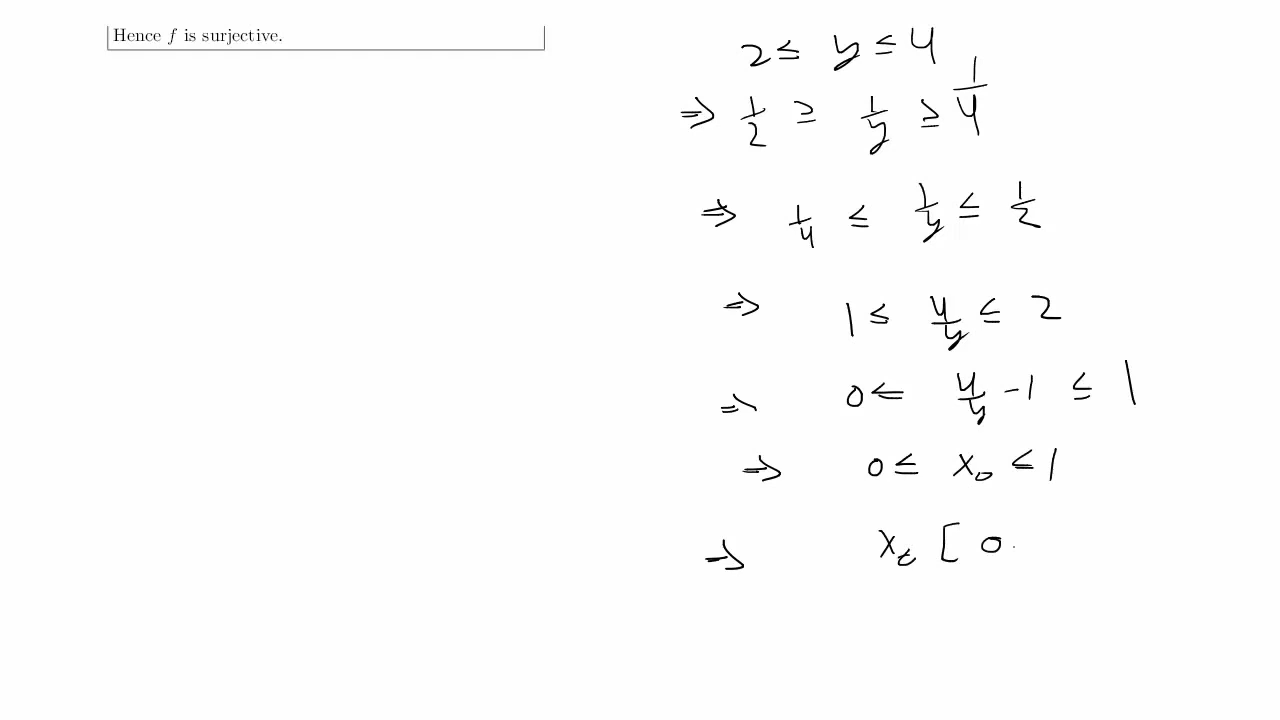 Hence f is surjective.
2 ≤ y ≤ 4
⇒ 1/2 ≥ 1/y ≥ 1/4
⇒ 1/4 ≤ 1/y ≤ 1/2
⇒ 1 ≤ 4/y ≤ 2
⇒ 0 ≤ 4/y - 1 ≤ 1
⇒ 0 ≤ x₀ ≤ 1
⇒ x [ 0